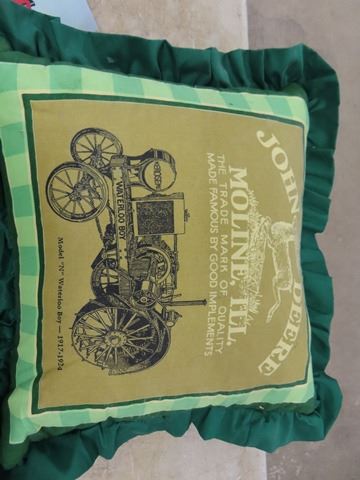 JOHN DEERE
MOLINE, ILL.
THE TRADE MARK OF QUALITY
MADE FAMOUS BY GOOD IMPLEMENTS
WATERLOO BOY
Model "N" Waterloo Boy — 1917-1924